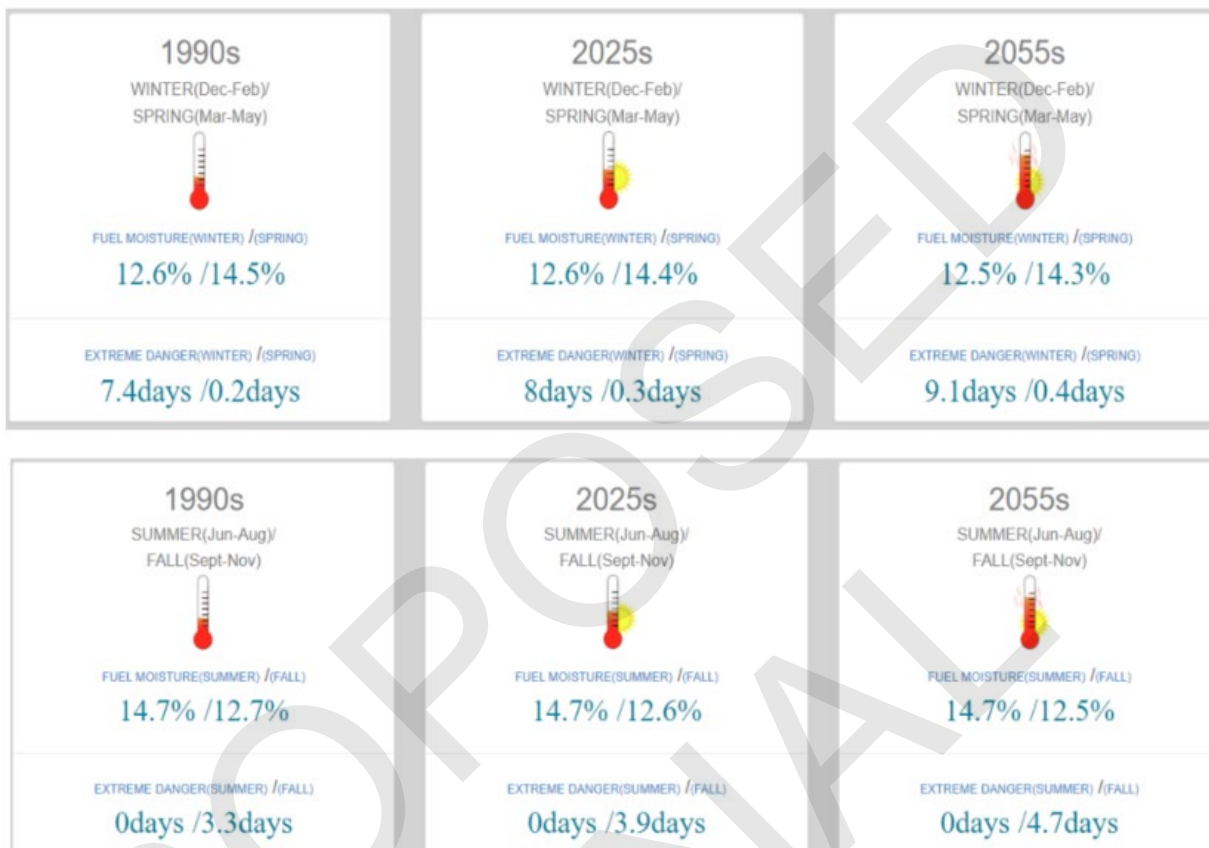 1990s
WINTER(Dec-Feb)/
SPRING(Mar-May)
FUEL MOISTURE(WINTER) /(SPRING)
12.6% /14.5%
EXTREME DANGER(WINTER) /(SPRING)
7.4days /0.2days
2025s
WINTER(Dec-Feb)/
SPRING(Mar-May)
FUEL MOISTURE(WINTER) /(SPRING)
12.6% /14.4%
EXTREME DANGER(WINTER) /(SPRING)
8days /0.3days
2055s
WINTER(Dec-Feb)/
SPRING(Mar-May)
FUEL MOISTURE(WINTER) /(SPRING)
12.5% /14.3%
EXTREME DANGER(WINTER) /(SPRING)
9.1days /0.4days
1990s
SUMMER(Jun-Aug)/
FALL(Sept-Nov)
FUEL MOISTURE(SUMMER) /(FALL)
14.7% /12.7%
EXTREME DANGER(SUMMER) /(FALL)
0days /3.3days
2025s
SUMMER(Jun-Aug)/
FALL(Sept-Nov)
FUEL MOISTURE(SUMMER) /(FALL)
14.7% /12.6%
EXTREME DANGER(SUMMER) /(FALL)
0days /3.9days
2055s
SUMMER(Jun-Aug)/
FALL(Sept-Nov)
FUEL MOISTURE(SUMMER) /(FALL)
14.7% /12.5%
EXTREME DANGER(SUMMER) /(FALL)
0days /4.7days